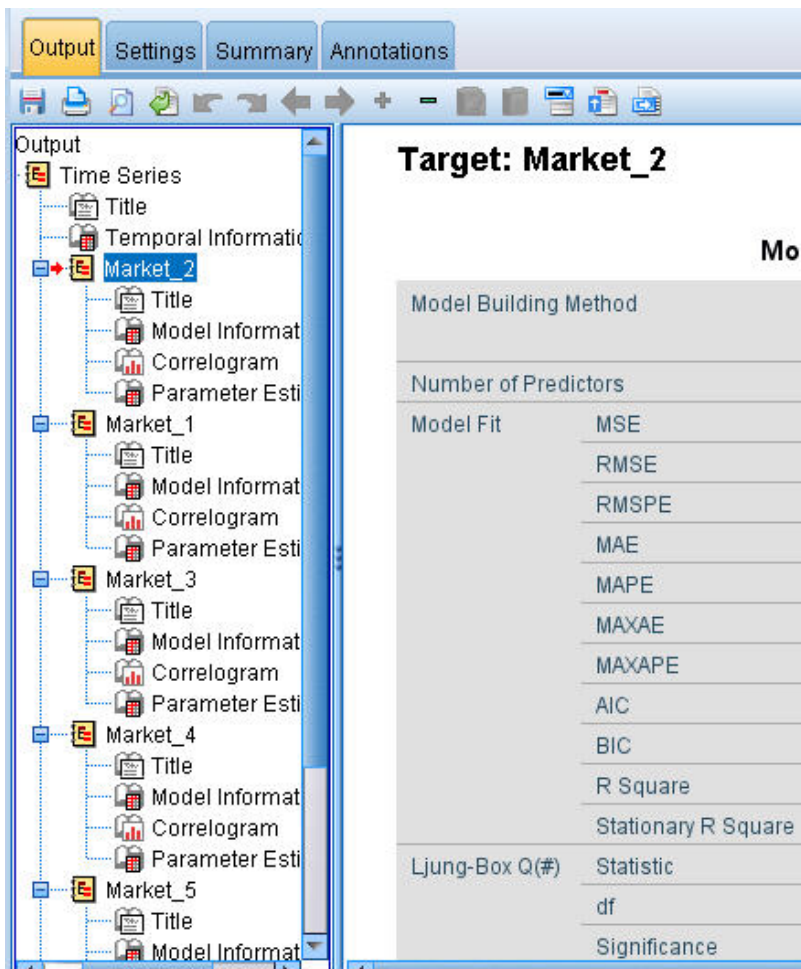 Output Settings Summary Annotations
Output
Time Series
Title
Temporal Informatic
Market_2
Title
Model Informat
Correlogram
Parameter Esti
Market_1
Title
Model Informat
Correlogram
Parameter Esti
Market_3
Title
Model Informat
Correlogram
Parameter Esti
Market_4
Title
Model Informat
Correlogram
Parameter Esti
Market_5
Title
Model Informat
Target: Market_2
Mo
Model Building Method
Number of Predictors
Model Fit MSE
RMSE
RMSPE
MAE
MAPE
MAXAE
MAXAPE
AIC
BIC
R Square
Stationary R Square
Ljung-Box Q(#) Statistic
df
Significance